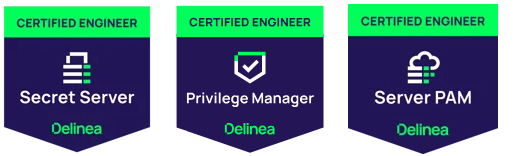 CERTIFIED ENGINEER
Secret Server
Delinea
CERTIFIED ENGINEER
Privilege Manager
Delinea
CERTIFIED ENGINEER
Server PAM
Delinea